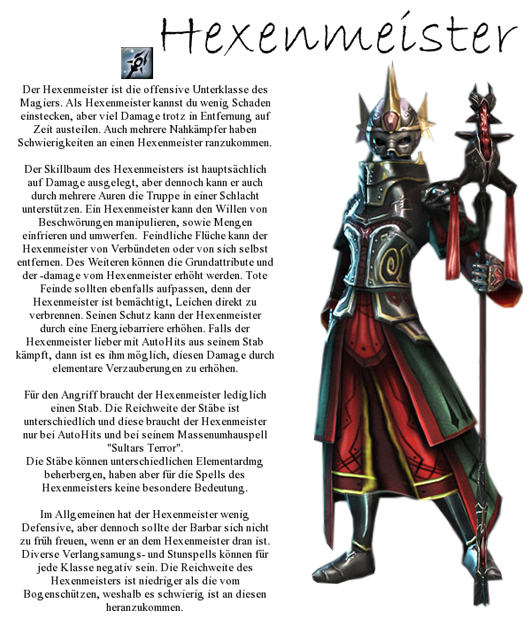 Hexenmeister
Der Hexenmeister ist die offensive Unterklasse des
Magiers. Als Hexenmeister kannst du wenig Schaden
einstecken, aber viel Damage trotz in Entfernung auf
Zeit austeilen. Auch mehrere Nahkämpfer haben
Schwierigkeiten an einen Hexenmeister ranzukommen.
Der Skillbaum des Hexenmeisters ist hauptsächlich
auf Damage ausgelegt, aber dennoch kann er auch
durch mehrere Auren die Truppe in einer Schlacht
unterstützen. Ein Hexenmeister kann den Willen von
Beschwörungen manipulieren, sowie Mengen
einfrieren und umwerfen. Feindliche Flüche kann der
Hexenmeister von Verbündeten oder von sich selbst
entfernen. Des Weiteren können die Grundattribute und
der -damage vom Hexenmeister erhöht werden. Tote
Feinde sollten ebenfalls aufpassen, denn der
Hexenmeister ist bemächtigt, Leichen direkt zu
verbrennen. Seinen Schutz kann der Hexenmeister
durch eine Energiebarriere erhöhen. Falls der
Hexenmeister lieber mit AutoHits aus seinem Stab
kämpft, dann ist es ihm möglich, diesen Damage durch
elementare Verzauberungen zu erhöhen.
Für den Angriff braucht der Hexenmeister lediglich
einen Stab. Die Reichweite der Stäbe ist
unterschiedlich und diese braucht der Hexenmeister
nur bei AutoHits und bei seinem Massenumhauspell
"Sultars Terror".
Die Stäbe können unterschiedlichen Elementardmg
beherbergen, haben aber für die Spells des
Hexenmeisters keine besondere Bedeutung.
Im Allgemeinen hat der Hexenmeister wenig
Defensive, aber dennoch sollte der Barbar sich nicht
zu früh freuen, wenn er an dem Hexenmeister dran ist.
Diverse Verlangsamungs- und Stunspells können für
jede Klasse negativ sein. Die Reichweite des
Hexenmeisters ist niedriger als die vom
Bogenschützen, weshalb es schwierig ist an diesen
heranzukommen.